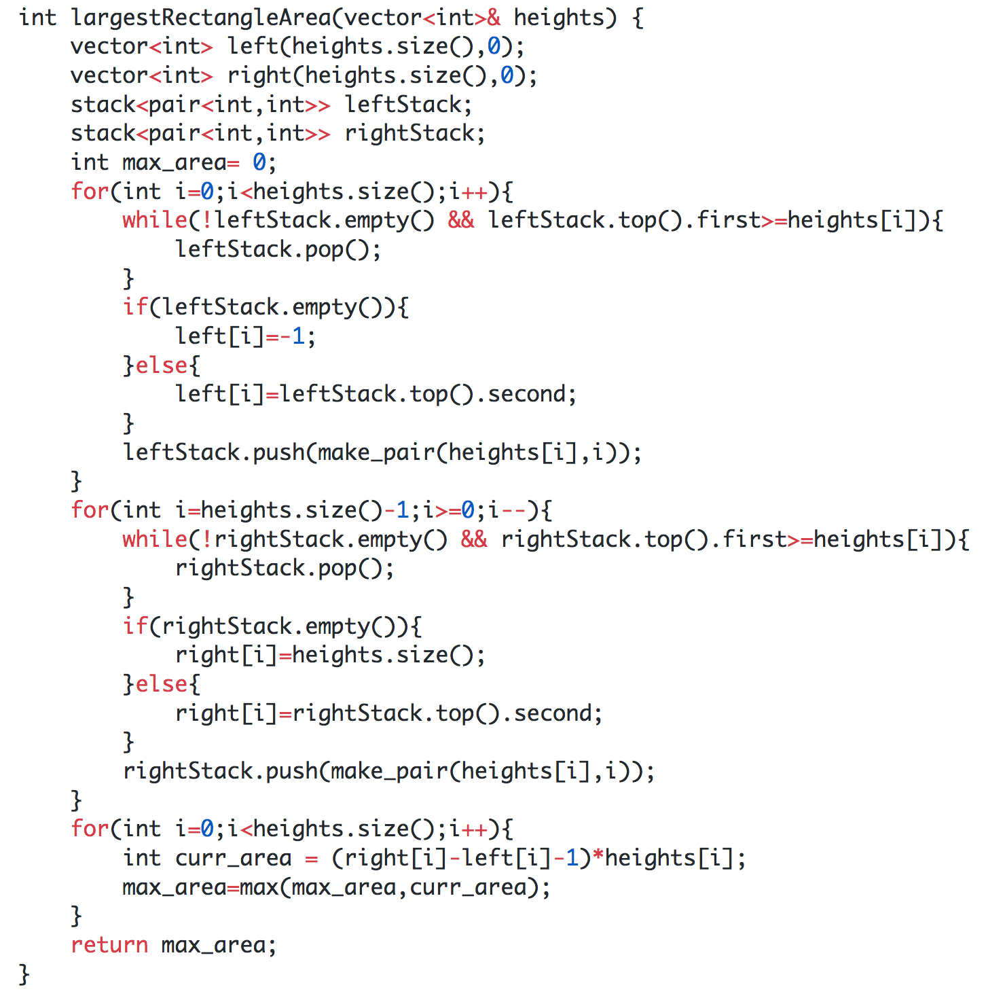 int largestRectangleArea(vector<int>& heights) {
    vector<int> left(heights.size(),0);
    vector<int> right(heights.size(),0);
    stack<pair<int,int>> leftStack;
    stack<pair<int,int>> rightStack;
    int max_area= 0;
    for(int i=0;i<heights.size();i++){
        while(!leftStack.empty() && leftStack.top().first>=heights[i]){
            leftStack.pop();
        }
        if(leftStack.empty()){
            left[i]=-1;
        }else{
            left[i]=leftStack.top().second;
        }
        leftStack.push(make_pair(heights[i],i));
    }
    for(int i=heights.size()-1;i>=0;i--){
        while(!rightStack.empty() && rightStack.top().first>=heights[i]){
            rightStack.pop();
        }
        if(rightStack.empty()){
            right[i]=heights.size();
        }else{
            right[i]=rightStack.top().second;
        }
        rightStack.push(make_pair(heights[i],i));
    }
    for(int i=0;i<heights.size();i++){
        int curr_area = (right[i]-left[i]-1)*heights[i];
        max_area=max(max_area,curr_area);
    }
    return max_area;
}